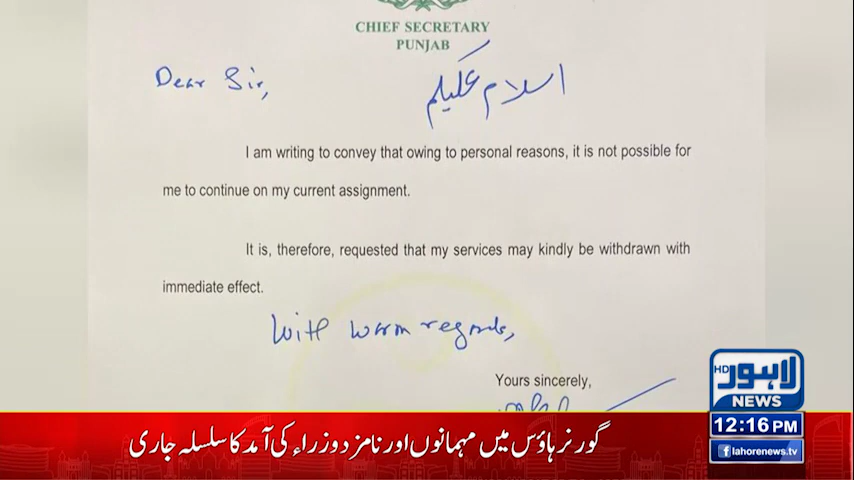 CHIEF SECRETARY
PUNJAB
Dear Sir, اسلام علیکم
I am writing to convey that owing to personal reasons, it is not possible for
me to continue on my current assignment.
It is, therefore, requested that my services may kindly be withdrawn with
immediate effect.
With warm regards,
Yours sincerely,
HD لاہور
NEWS
12:16 PM
f lahorenews.tv
گورنر ہاؤس میں مہمانوں اور نامزد وزراء کی آمد کا سلسلہ جاری